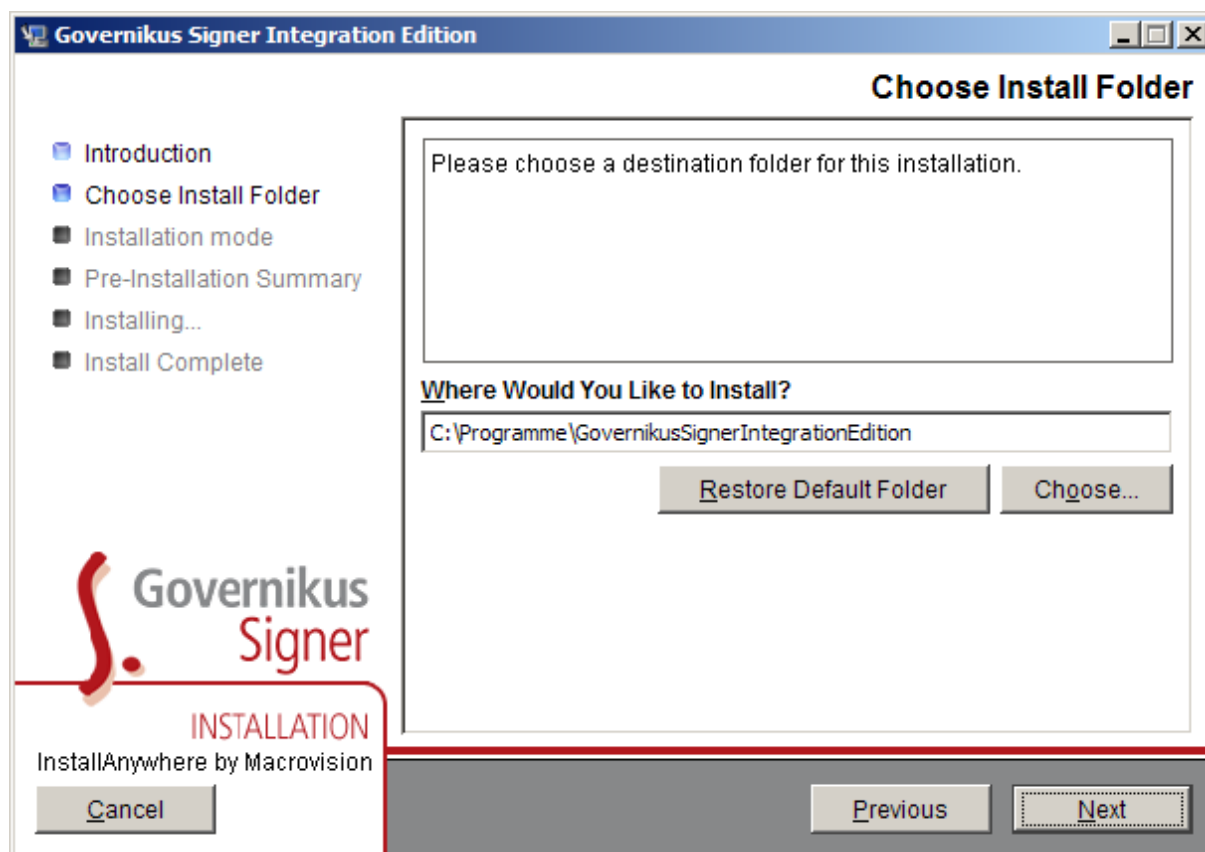 Governikus Signer Integration Edition
Choose Install Folder
Introduction
Choose Install Folder
Installation mode
Pre-Installation Summary
Installing...
Install Complete
Please choose a destination folder for this installation.
Where Would You Like to Install?
C:\Programme\GovernikusSignerIntegrationEdition
Restore Default Folder
Choose...
Governikus
Signer
INSTALLATION
InstallAnywhere by Macrovision
Cancel
Previous
Next